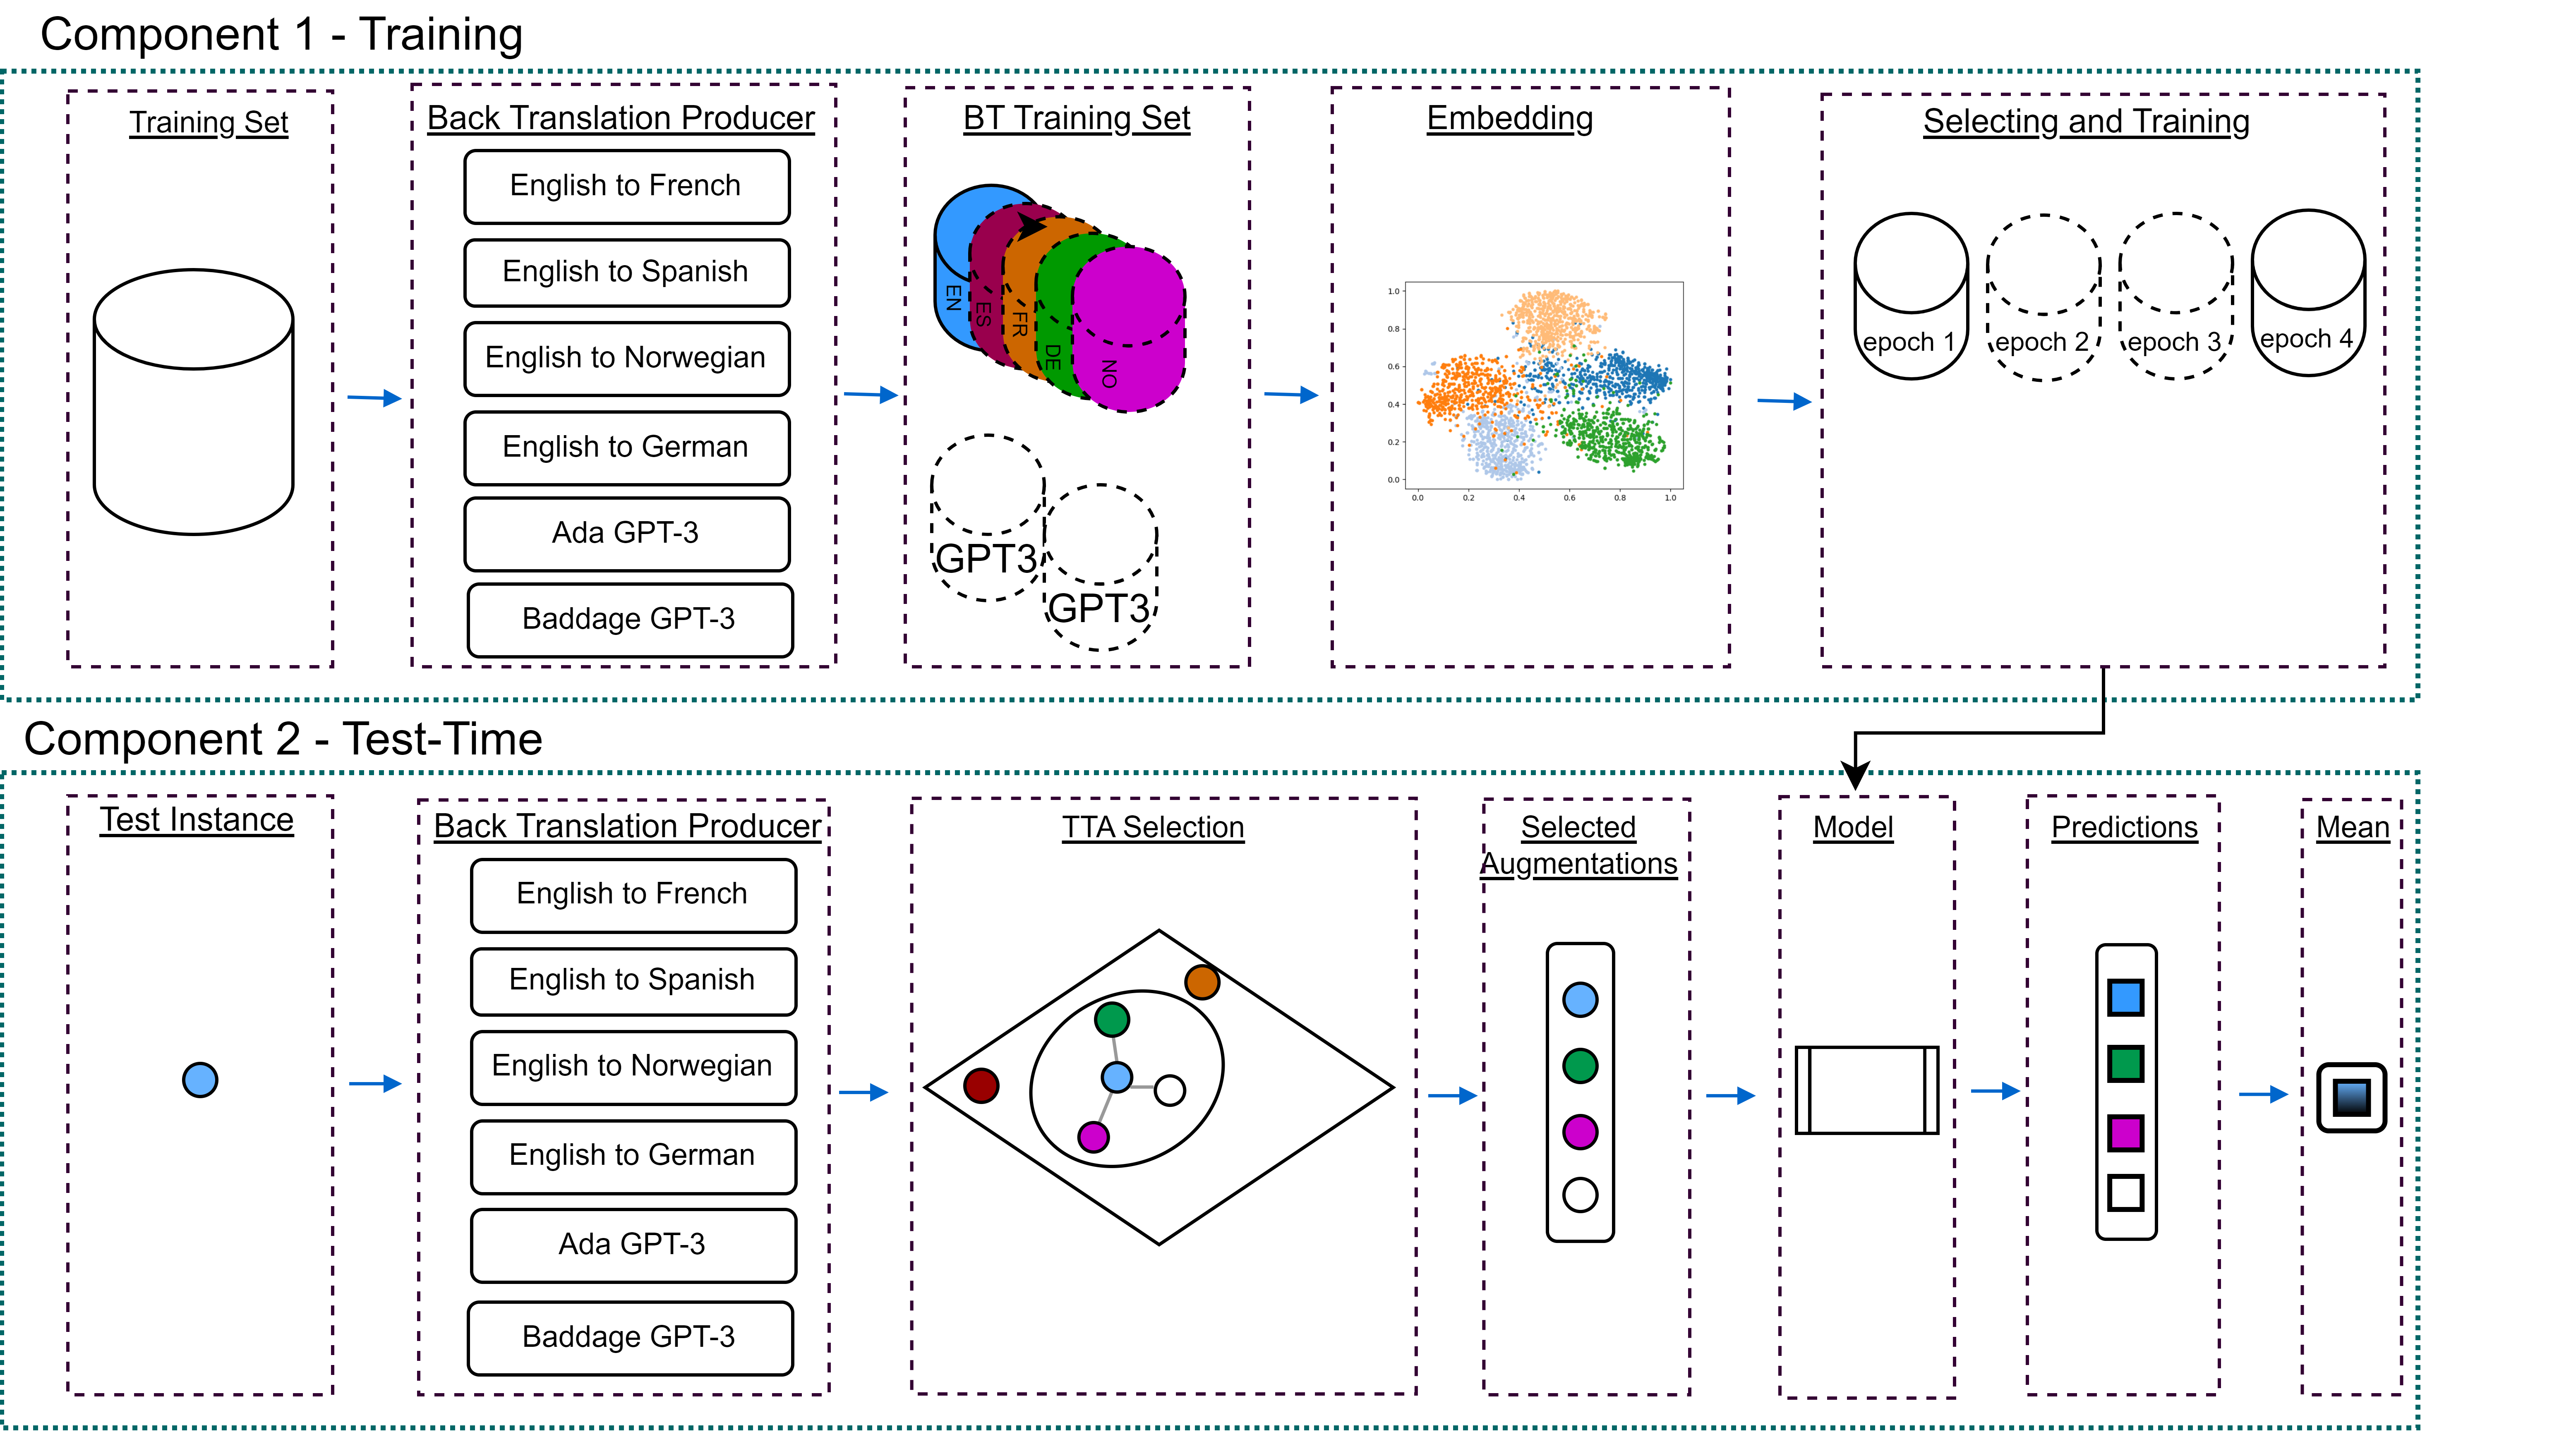 Component 1 - Training
Training Set
Back Translation Producer
English to French
English to Spanish
English to Norwegian
English to German
Ada GPT-3
Baddage GPT-3
BT Training Set
EN
ES
FR
DE
NO
GPT3
GPT3
Embedding
1.0
0.8
0.6
0.4
0.2
0.0
0.0 0.2 0.4 0.6 0.8 1.0
Selecting and Training
epoch 1
epoch 2
epoch 3
epoch 4
Component 2 - Test-Time
Test Instance
Back Translation Producer
English to French
English to Spanish
English to Norwegian
English to German
Ada GPT-3
Baddage GPT-3
TTA Selection
Selected
Augmentations
Model
Predictions
Mean